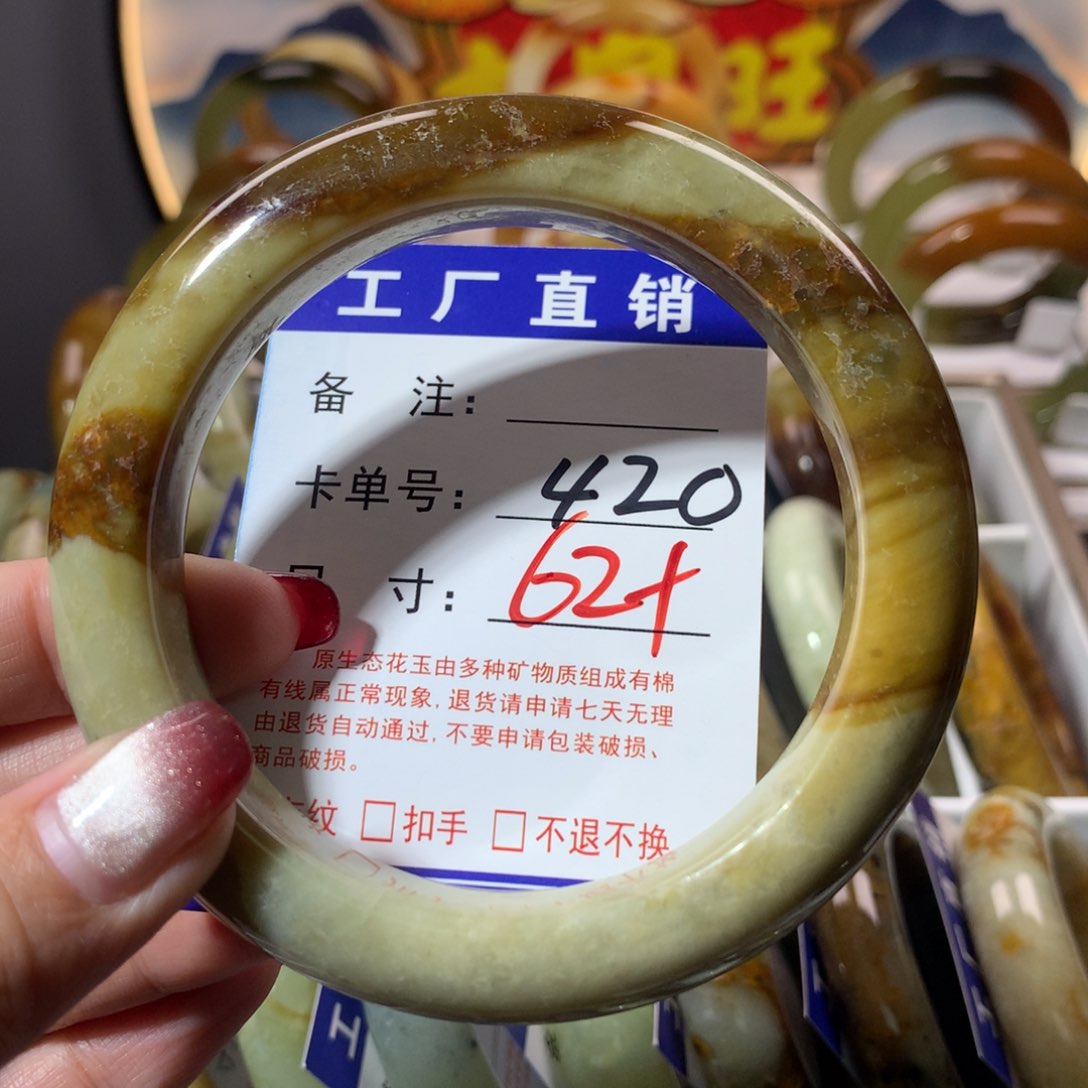 旺
工厂直销
备 注：
卡单号：420
尺 寸：62+
原生态花玉由多种矿物质组成有棉
有线属正常现象，退货请申请七天无理
由退货自动通过，不要申请包装破损、
商品破损。
纹 □扣手 □不退不换